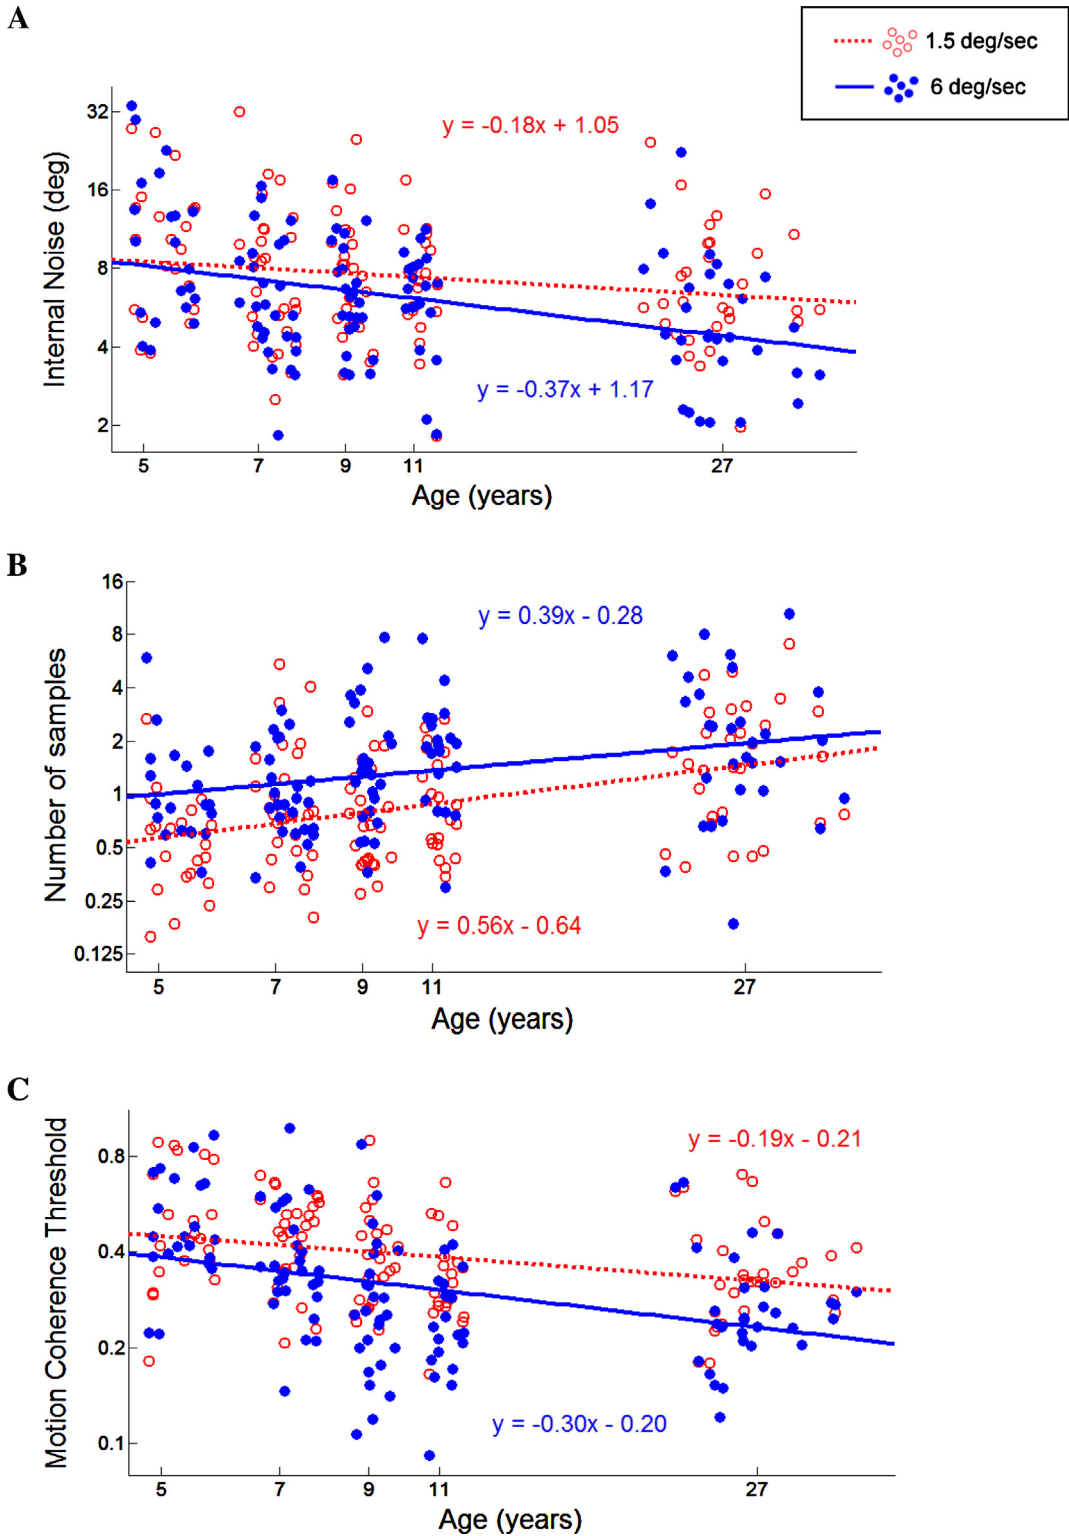 A
1.5 deg/sec
6 deg/sec
y = -0.18x + 1.05
y = -0.37x + 1.17
Internal Noise (deg)
32
16
8
4
2
5 7 9 11 27
Age (years)
B
y = 0.39x - 0.28
y = 0.56x - 0.64
Number of samples
16
8
4
2
1
0.5
0.25
0.125
5 7 9 11 27
Age (years)
C
y = -0.19x - 0.21
y = -0.30x - 0.20
Motion Coherence Threshold
0.8
0.4
0.2
0.1
5 7 9 11 27
Age (years)